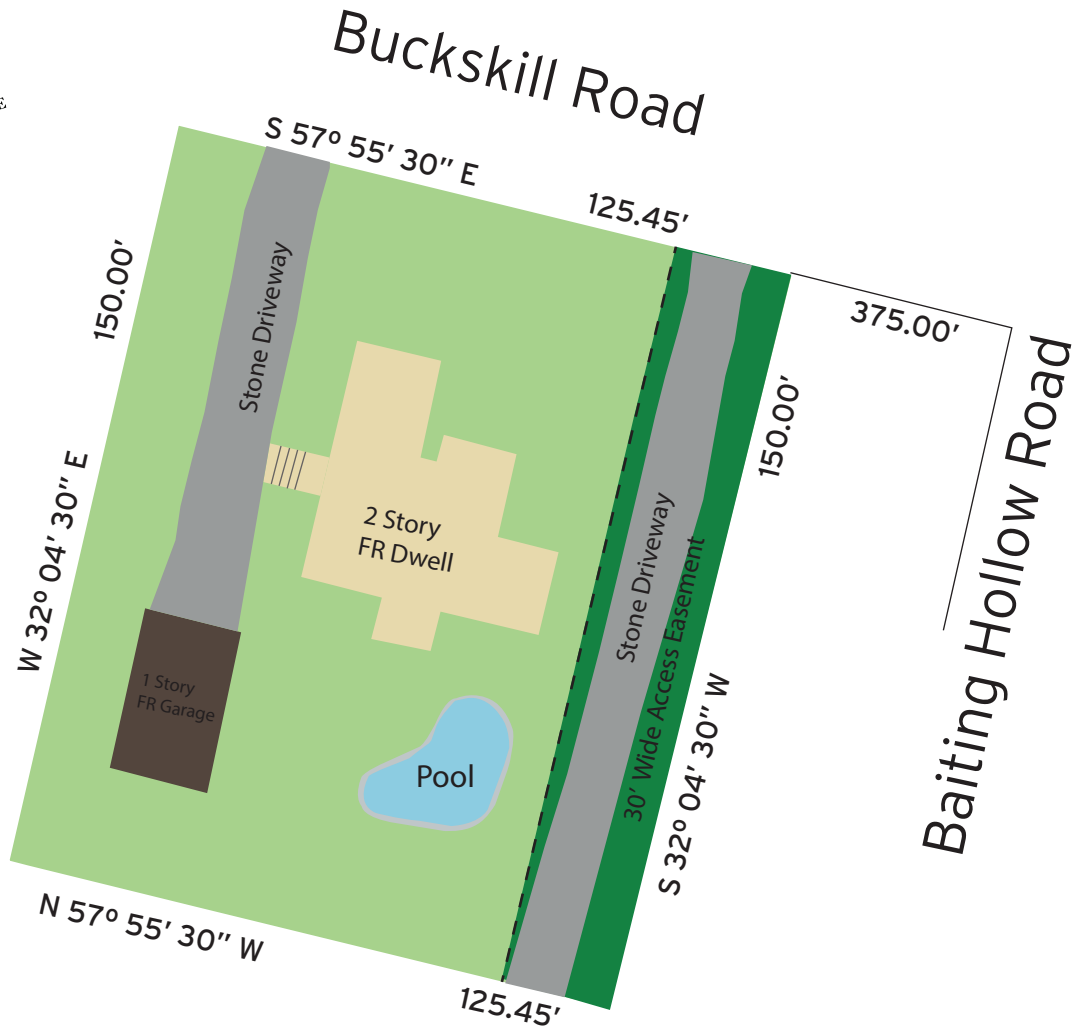 Buckskill Road
S 57º 55' 30" E
125.45'
150.00'
375.00'
Stone Driveway
150.00'
Baiting Hollow Road
W 32º 04' 30" E
2 Story
FR Dwell
Stone Driveway
30' Wide Access Easement
1 Story
FR Garage
Pool
S 32º 04' 30" W
N 57º 55' 30" W
125.45'